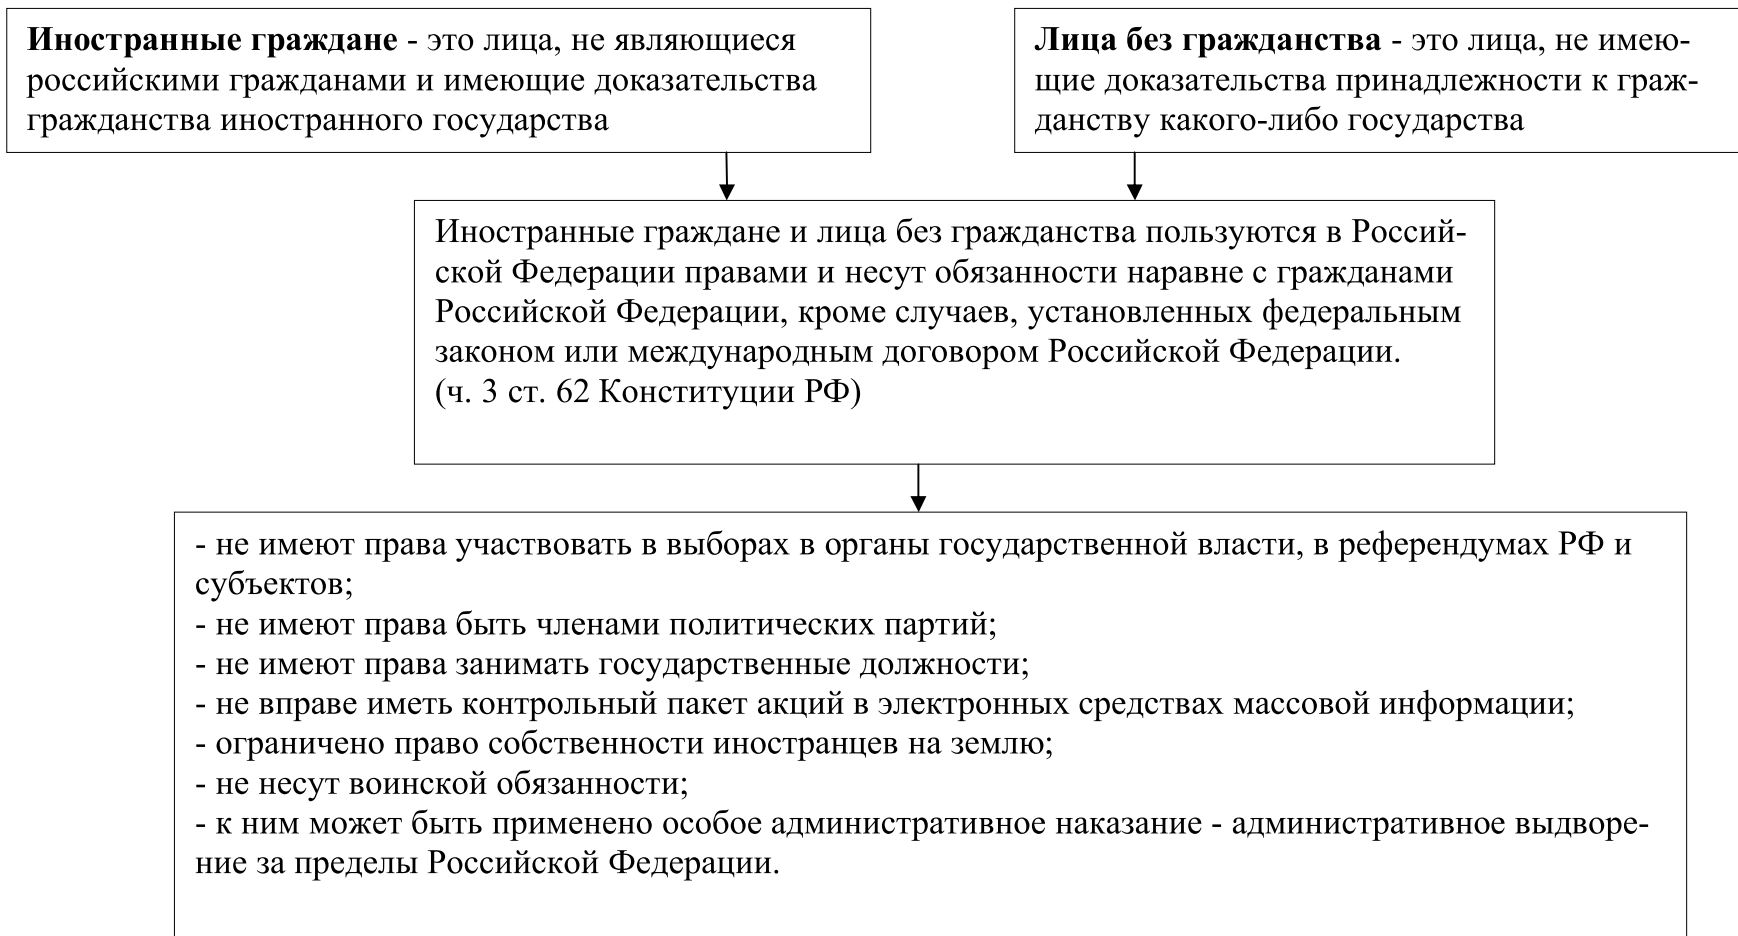 Иностранные граждане - это лица, не являющиеся
российскими гражданами и имеющие доказательства
гражданства иностранного государства
Лица без гражданства - это лица, не имею-
щие доказательства принадлежности к граж-
данству какого-либо государства
Иностранные граждане и лица без гражданства пользуются в Россий-
ской Федерации правами и несут обязанности наравне с гражданами
Российской Федерации, кроме случаев, установленных федеральным
законом или международным договором Российской Федерации.
(ч. 3 ст. 62 Конституции РФ)
- не имеют права участвовать в выборах в органы государственной власти, в референдумах РФ и
субъектов;
- не имеют права быть членами политических партий;
- не имеют права занимать государственные должности;
- не вправе иметь контрольный пакет акций в электронных средствах массовой информации;
- ограничено право собственности иностранцев на землю;
- не несут воинской обязанности;
- к ним может быть применено особое административное наказание - административное выдворе-
ние за пределы Российской Федерации.